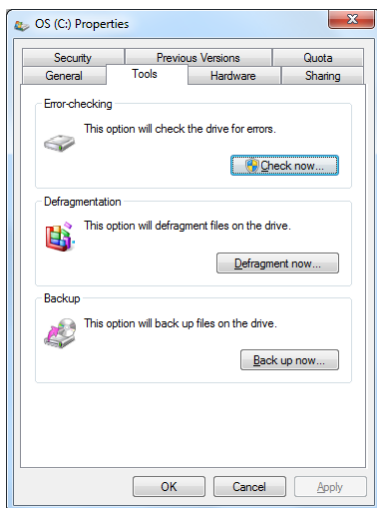 OS (C:) Properties
Security
Previous Versions
Quota
General
Tools
Hardware
Sharing
Error-checking
This option will check the drive for errors.
Check now...
Defragmentation
This option will defragment files on the drive.
Defragment now...
Backup
This option will back up files on the drive.
Back up now...
OK
Cancel
Apply